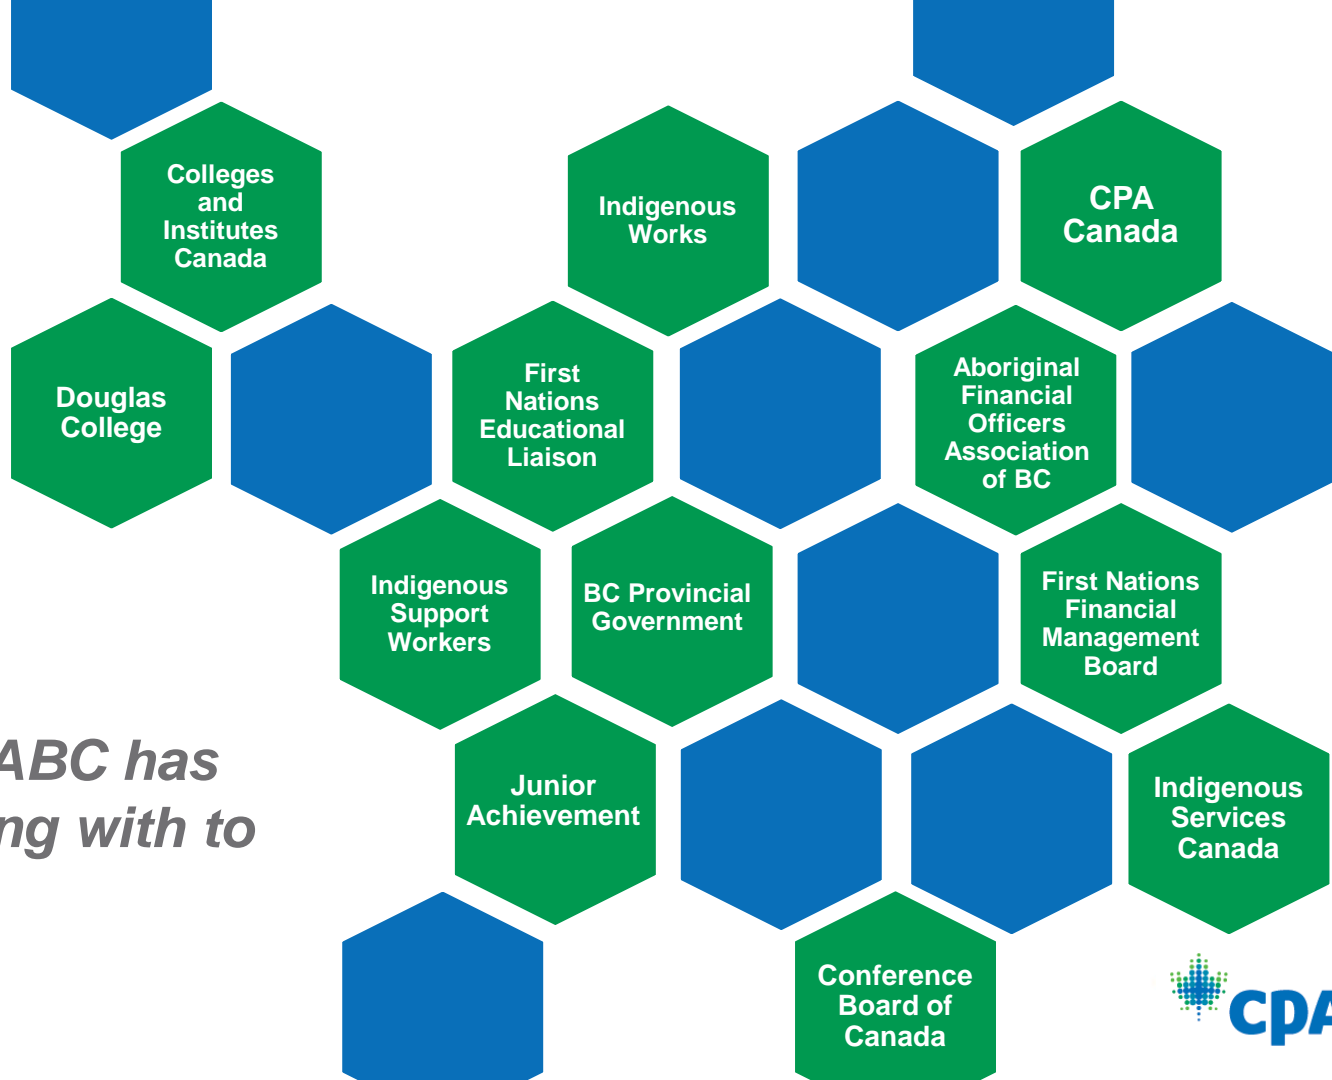 Colleges
and
Institutes
Canada
Indigenous
Works
CPA
Canada
Douglas
College
First
Nations
Educational
Liaison
Aboriginal
Financial
Officers
Association
of BC
Indigenous
Support
Workers
BC Provincial
Government
First Nations
Financial
Management
Board
ABC has
ng with to
Junior
Achievement
Indigenous
Services
Canada
Conference
Board of
Canada
CPA